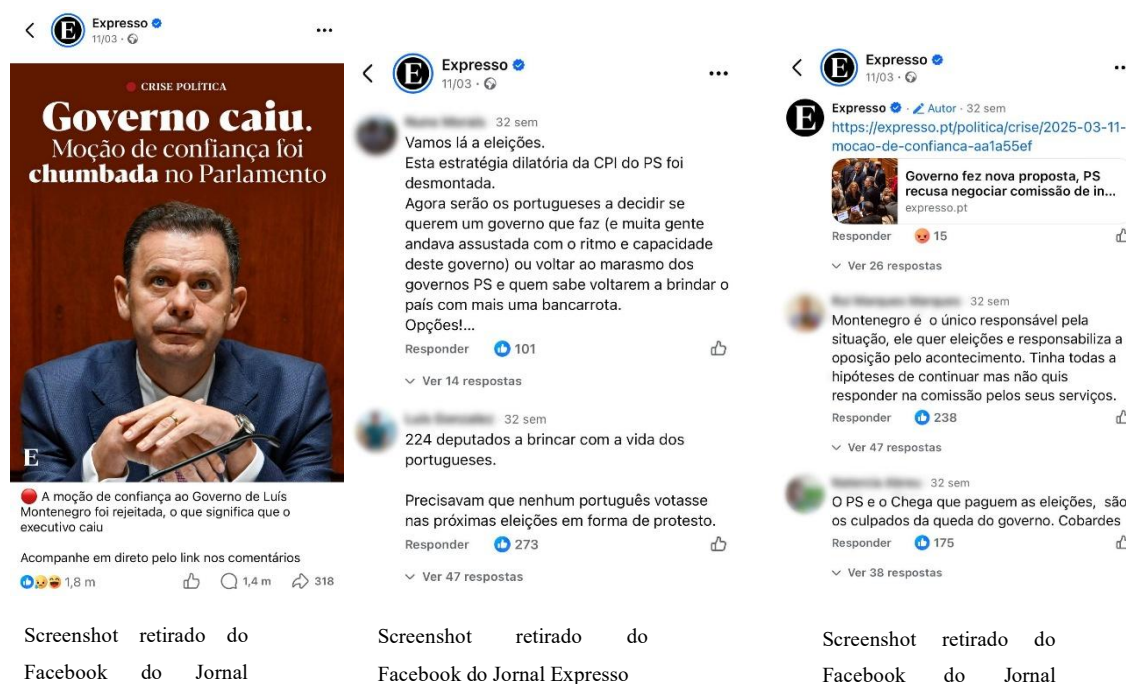 Expresso
11/03
CRISE POLÍTICA
Governo caiu.
Moção de confiança foi
chumbada no Parlamento
E
A moção de confiança ao Governo de Luís
Montenegro foi rejeitada, o que significa que o
executivo caiu
Acompanhe em direto pelo link nos comentários
1,8 m 1,4 m 318
Screenshot retirado do
Facebook do Jornal
E
Expresso
11/03
32 sem
Vamos lá a eleições.
Esta estratégia dilatória da CPI do PS foi
desmontada.
Agora serão os portugueses a decidir se
querem um governo que faz (e muita gente
andava assustada com o ritmo e capacidade
deste governo) ou voltar ao marasmo dos
governos PS e quem sabe voltarem a brindar o
país com mais uma bancarrota.
Opções!...
Responder 101
Ver 14 respostas
32 sem
224 deputados a brincar com a vida dos
portugueses.
Precisavam que nenhum português votasse
nas próximas eleições em forma de protesto.
Responder 273
Ver 47 respostas
Screenshot retirado do
Facebook do Jornal Expresso
E
Expresso
11/03
E
Expresso · Autor · 32 sem
https://expresso.pt/politica/crise/2025-03-11-
mocao-de-confianca-aa1a55ef
Governo fez nova proposta, PS
recusa negociar comissão de in...
expresso.pt
Responder 15
Ver 26 respostas
32 sem
Montenegro é o único responsável pela
situação, ele quer eleições e responsabiliza a
oposição pelo acontecimento. Tinha todas a
hipóteses de continuar mas não quis
responder na comissão pelos seus serviços.
Responder 238
Ver 47 respostas
32 sem
O PS e o Chega que paguem as eleições, são
os culpados da queda do governo. Cobardes
Responder 175
Ver 38 respostas
Screenshot retirado do
Facebook do Jornal